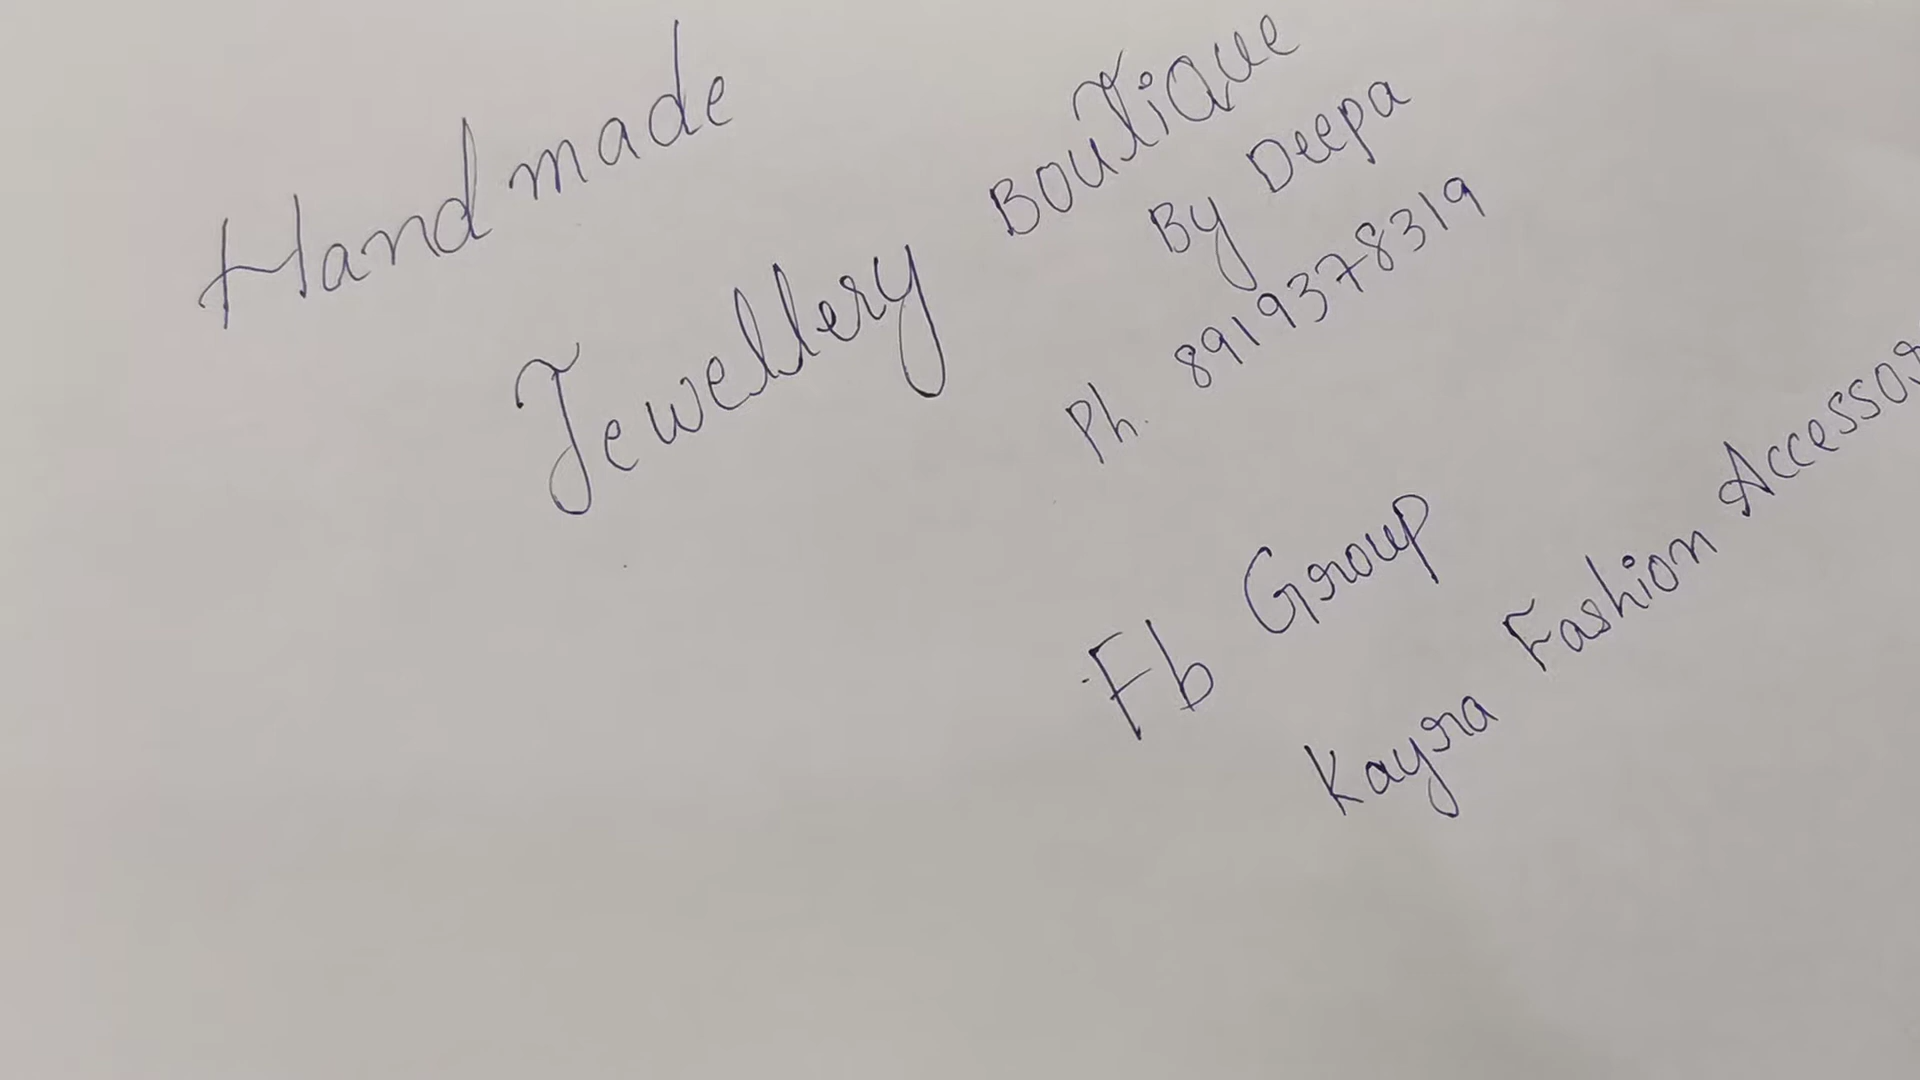 Handmade
Jewellery Boutique
By Deepa
Ph. 8919378319
Fb Group
Kayra Fashion